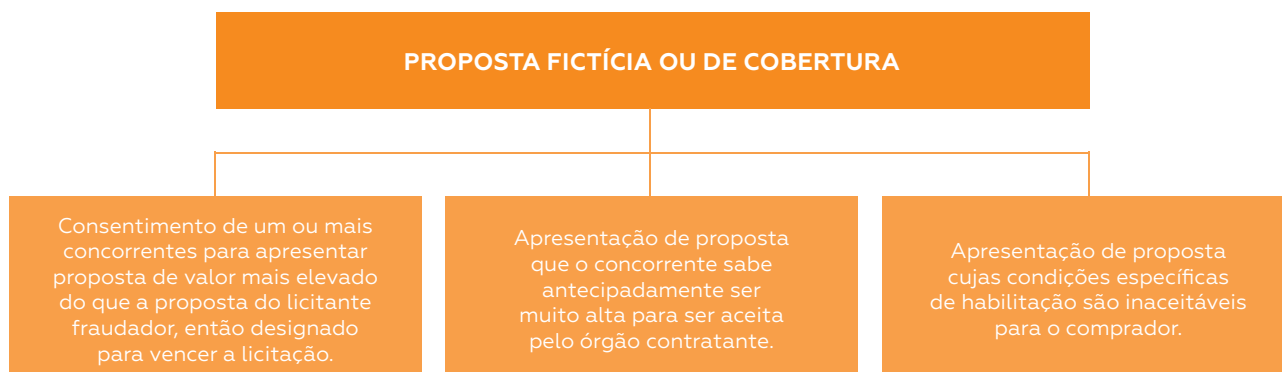 PROPOSTA FICTÍCIA OU DE COBERTURA
Consentimento de um ou mais
concorrentes para apresentar
proposta de valor mais elevado
do que a proposta do licitante
fraudador, então designado
para vencer a licitação.
Apresentação de proposta
que o concorrente sabe
antecipadamente ser
muito alta para ser aceita
pelo órgão contratante.
Apresentação de proposta
cujas condições específicas
de habilitação são inaceitáveis
para o comprador.